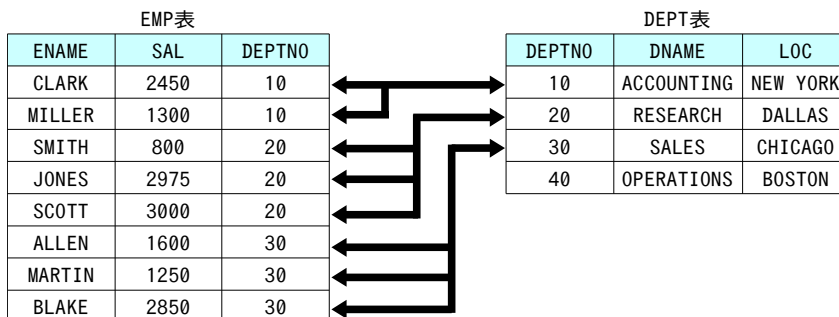 EMP表
ENAME SAL DEPTNO
CLARK 2450 10
MILLER 1300 10
SMITH 800 20
JONES 2975 20
SCOTT 3000 20
ALLEN 1600 30
MARTIN 1250 30
BLAKE 2850 30
DEPT表
DEPTNO DNAME LOC
10 ACCOUNTING NEW YORK
20 RESEARCH DALLAS
30 SALES CHICAGO
40 OPERATIONS BOSTON